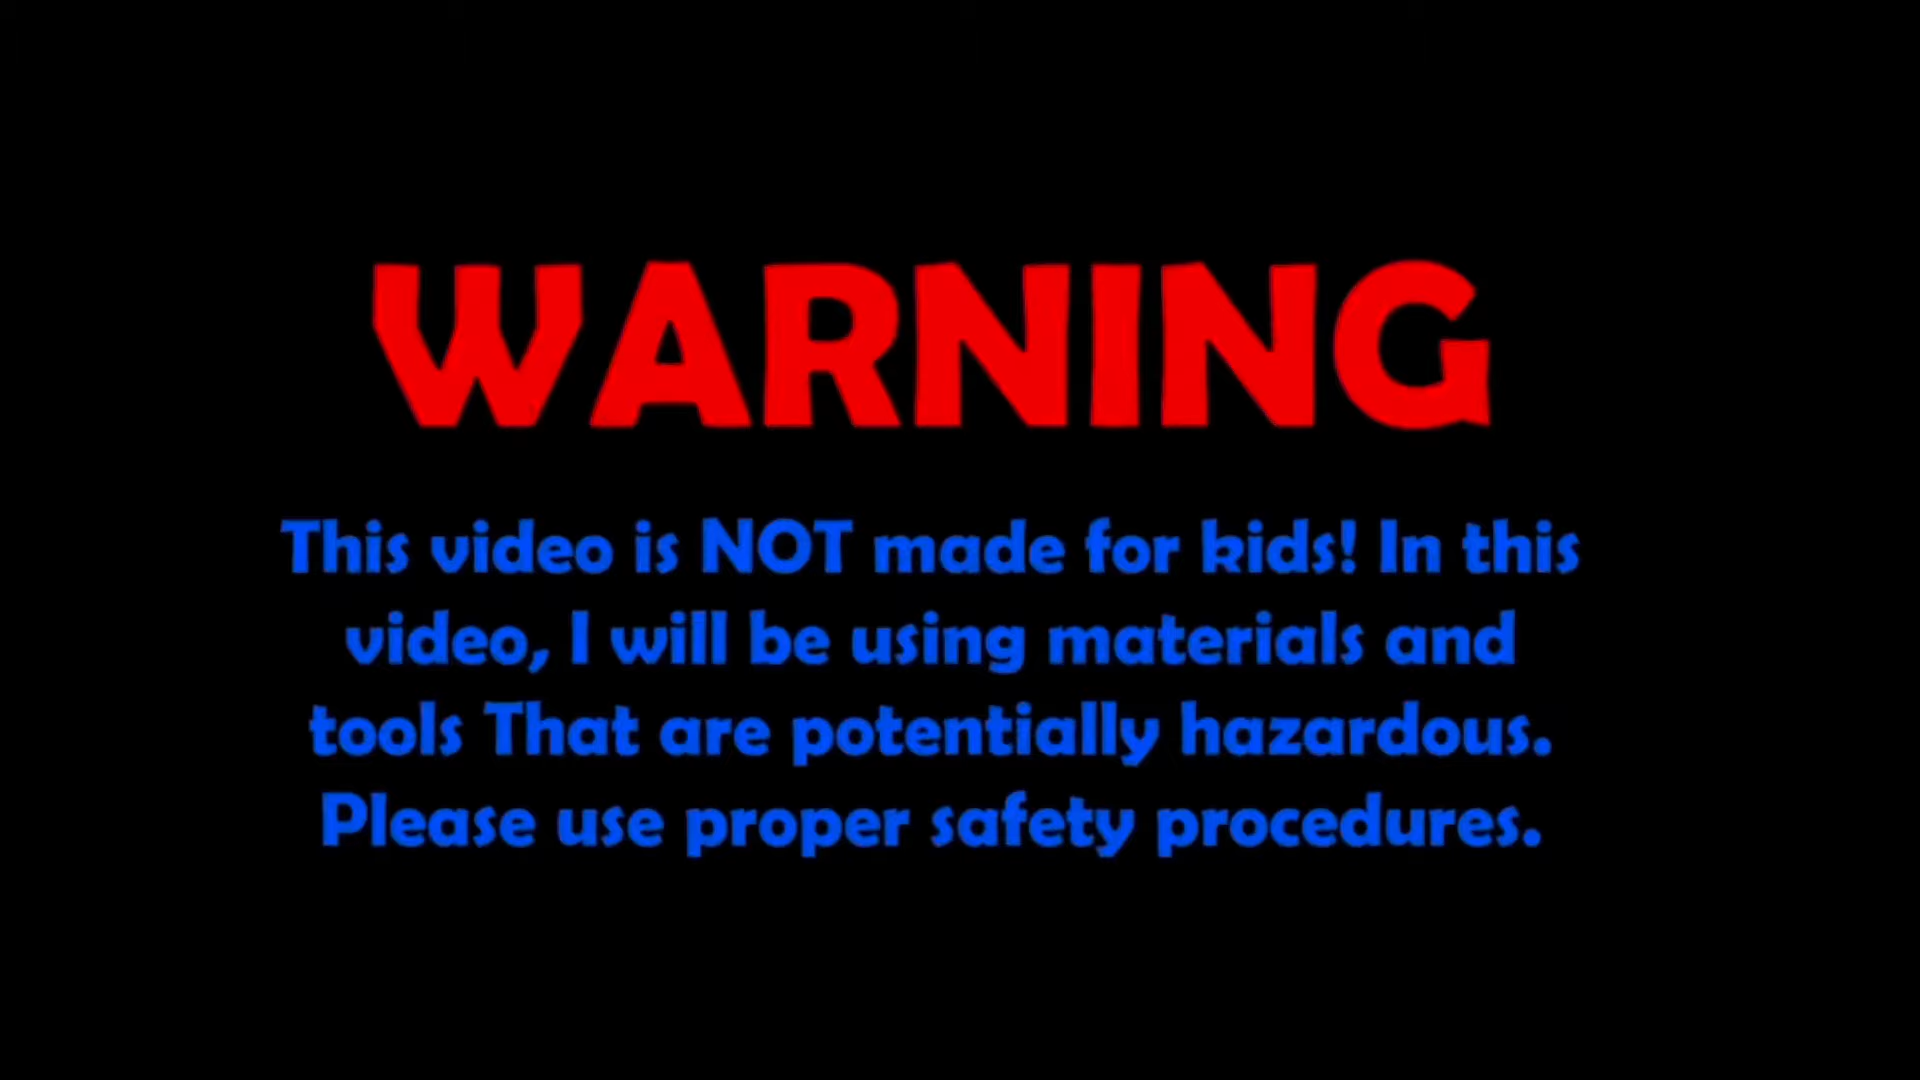 WARNING
This video is NOT made for kids! In this
video, I will be using materials and
tools That are potentially hazardous.
Please use proper safety procedures.